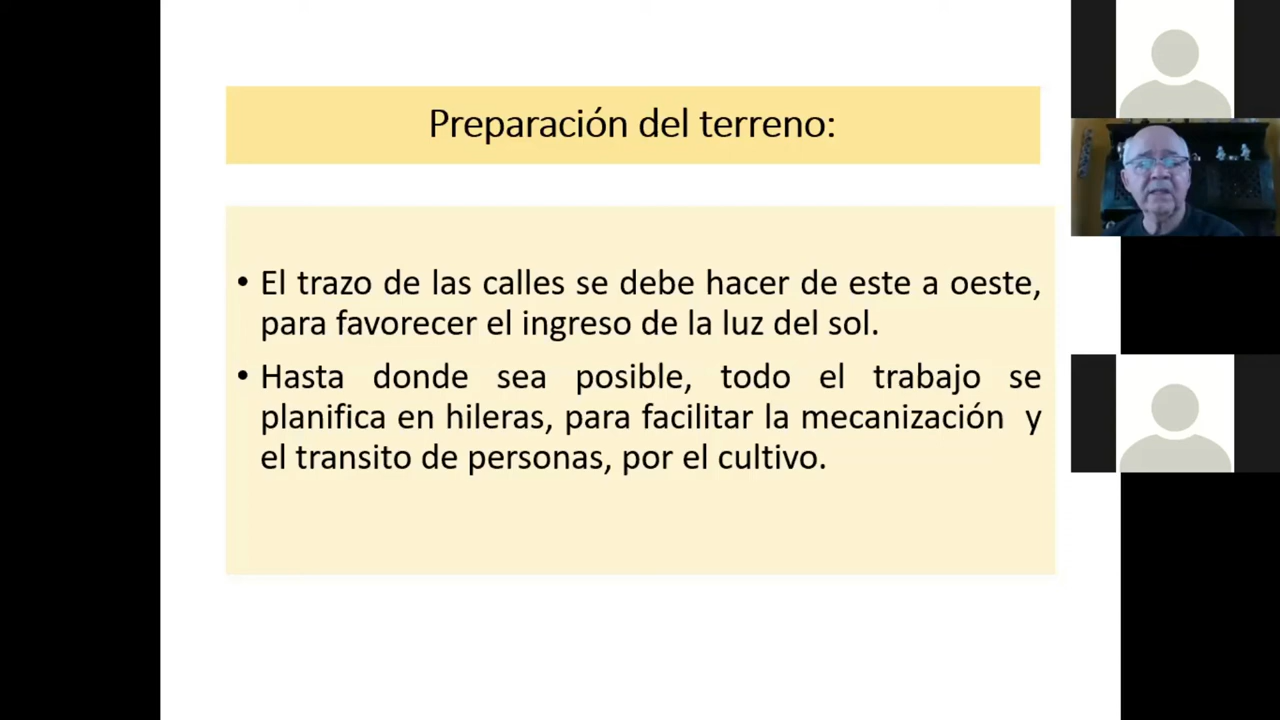 Preparación del terreno:
• El trazo de las calles se debe hacer de este a oeste,
para favorecer el ingreso de la luz del sol.
• Hasta donde sea posible, todo el trabajo se
planifica en hileras, para facilitar la mecanización y
el transito de personas, por el cultivo.